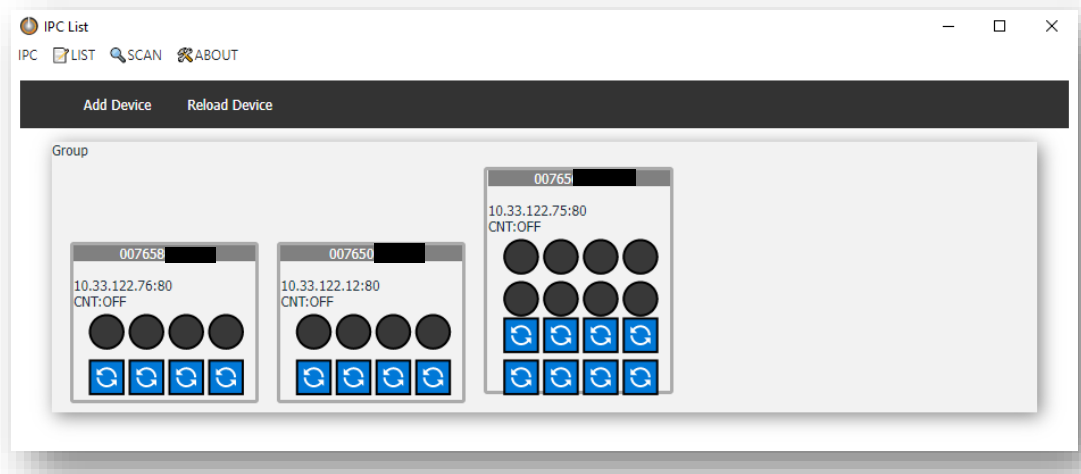 IPC List
IPC LIST SCAN ABOUT
Add Device Reload Device
Group
007658
10.33.122.76:80
CNT:OFF
007650
10.33.122.12:80
CNT:OFF
00765
10.33.122.75:80
CNT:OFF